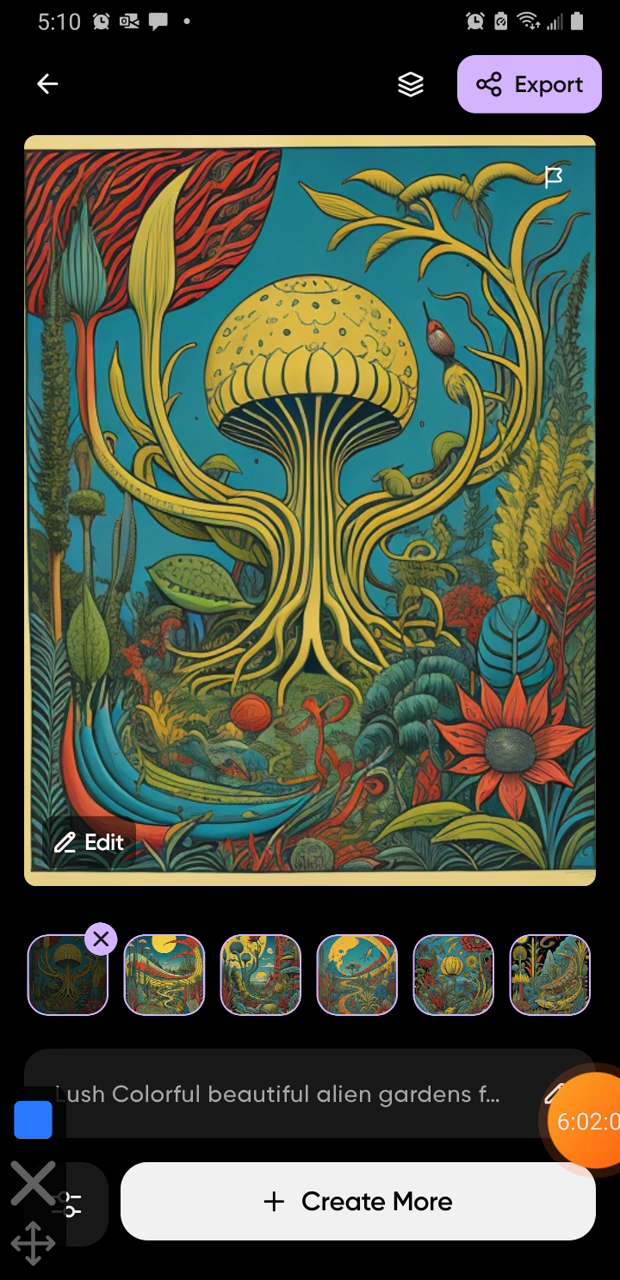 5:10
Export
Edit
Lush Colorful beautiful alien gardens f...
6:02:0
+ Create More